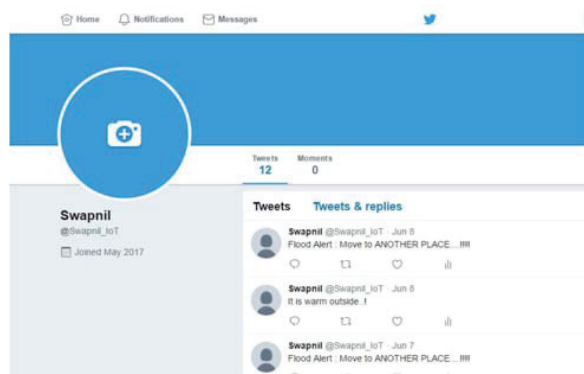 Home Notifications Messages
Tweets Moments
12 0
Swapnil
@Swapnil_IoT
Joined May 2017
Tweets Tweets & replies
Swapnil @Swapnil_IoT · Jun 8
Flood Alert : Move to ANOTHER PLACE....!!!!!
Swapnil @Swapnil_IoT · Jun 8
It is warm outside..!
Swapnil @Swapnil_IoT · Jun 7
Flood Alert : Move to ANOTHER PLACE....!!!!!